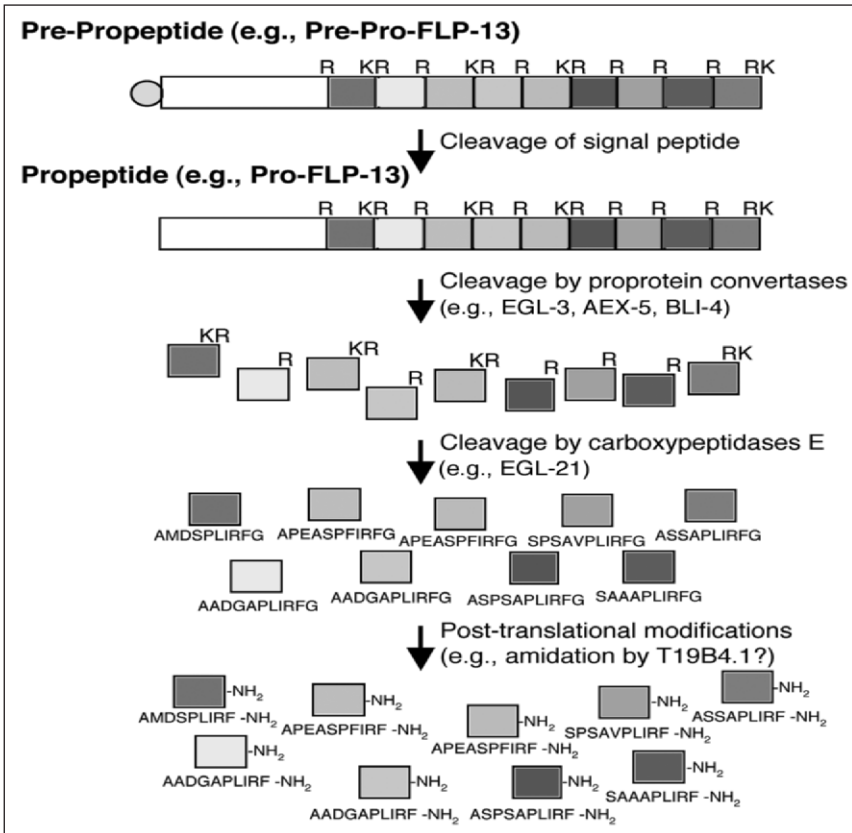 Pre-Propeptide (e.g., Pre-Pro-FLP-13)
R KR R KR R KR R R R RK
Cleavage of signal peptide
Propeptide (e.g., Pro-FLP-13)
R KR R KR R KR R R R RK
Cleavage by proprotein convertases
(e.g., EGL-3, AEX-5, BLI-4)
KR R KR R KR R R R RK
Cleavage by carboxypeptidases E
(e.g., EGL-21)
AMDSPLIRFG APEASPFIRFG APEASPFIRFG SPSAVPLIRFG ASSAPLIRFG
AADGAPLIRFG AADGAPLIRFG ASPSAPLIRFG SAAAPLIRFG
Post-translational modifications
(e.g., amidation by T19B4.1?)
-NH₂ -NH₂ -NH₂ -NH₂ -NH₂
AMDSPLIRF -NH₂ APEASPFIRF -NH₂ APEASPFIRF -NH₂ SPSAVPLIRF -NH₂ ASSAPLIRF -NH₂
-NH₂ -NH₂ -NH₂ -NH₂
AADGAPLIRF -NH₂ AADGAPLIRF -NH₂ ASPSAPLIRF -NH₂ SAAAPLIRF -NH₂